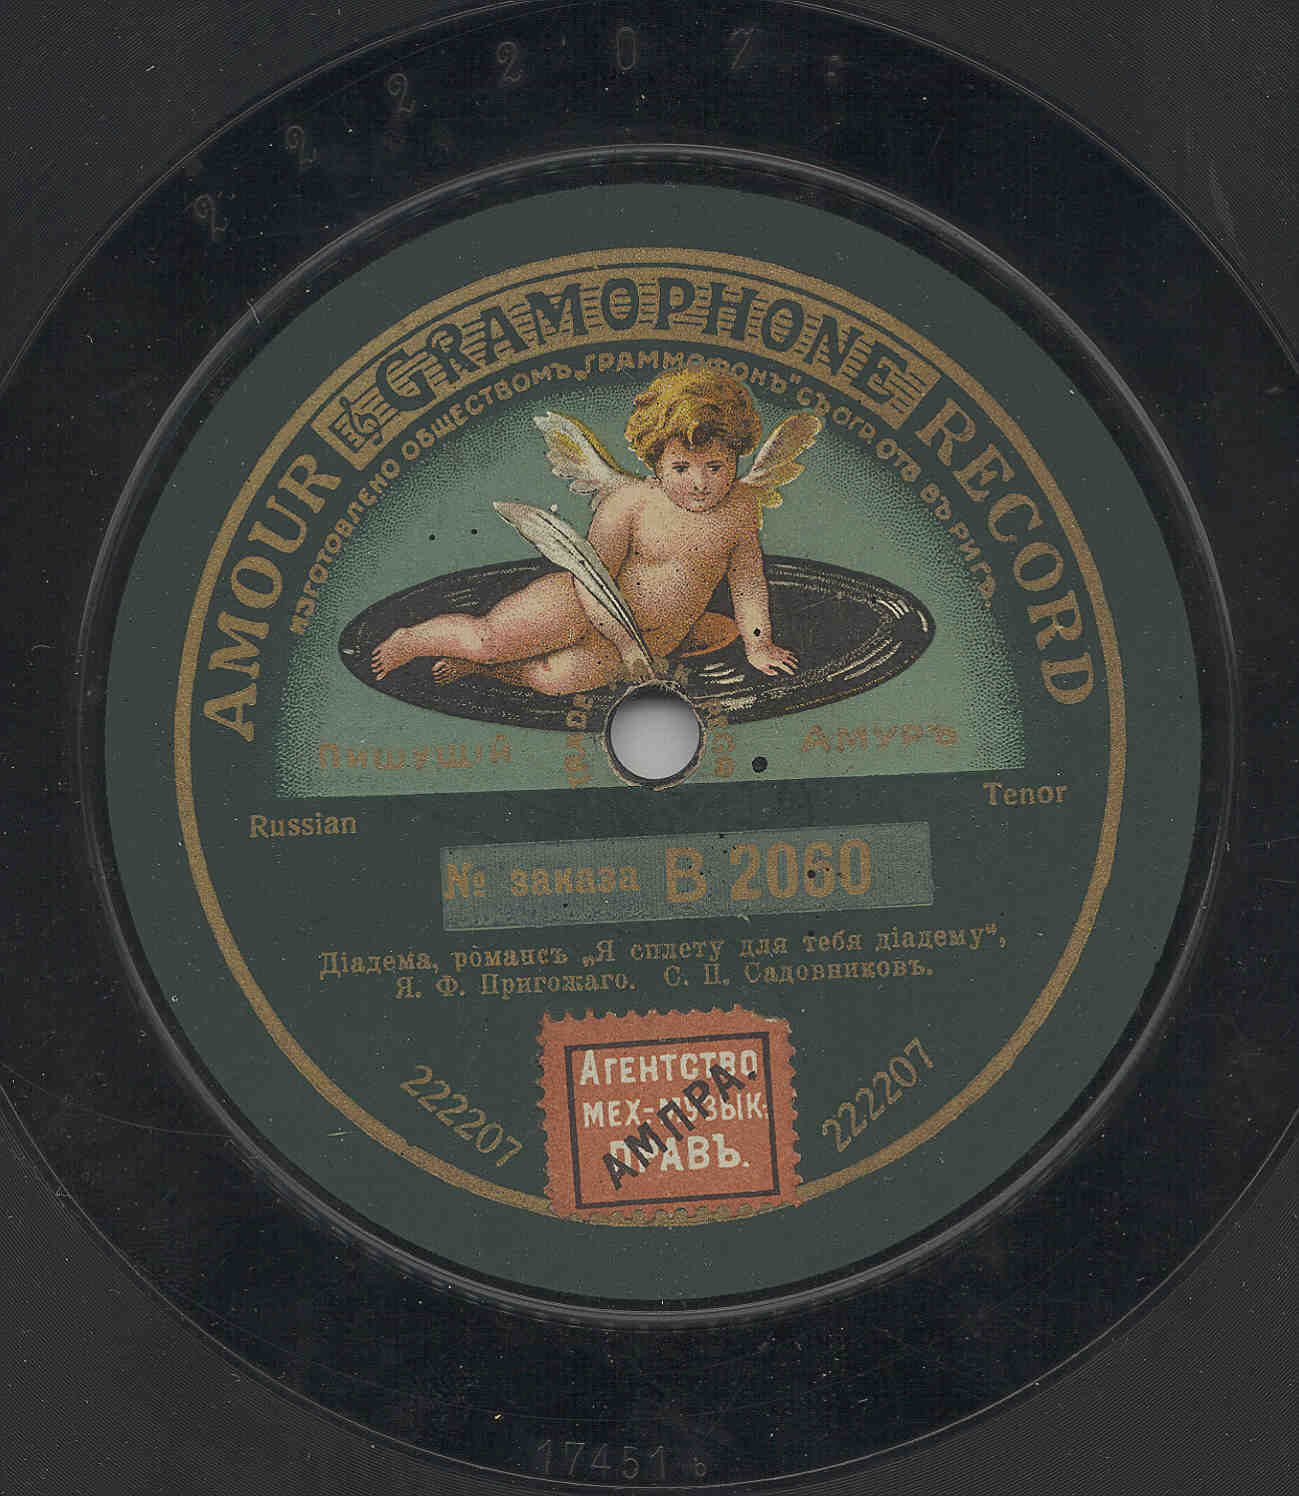 222207
AMOUR GRAMOPHONE RECORD
ИЗГОТОВЛЕНО ОБЩЕСТВОМЪ „ГРАММОФОНЪ“ СЪ ОГР. ОТВ ВЪ РИГѢ.
ПИШУЩІЙ АМУРЪ
Russian
Tenor
№ заказа В 2060
Діадема, романсъ „Я сплету для тебя діадему“,
Я. Ф. Пригожаго. С. П. Садовниковъ.
222207
222207
АГЕНТСТВО
МЕХ-МУЗЫК.
ПРАВЪ.
АМПРА.
17451 b